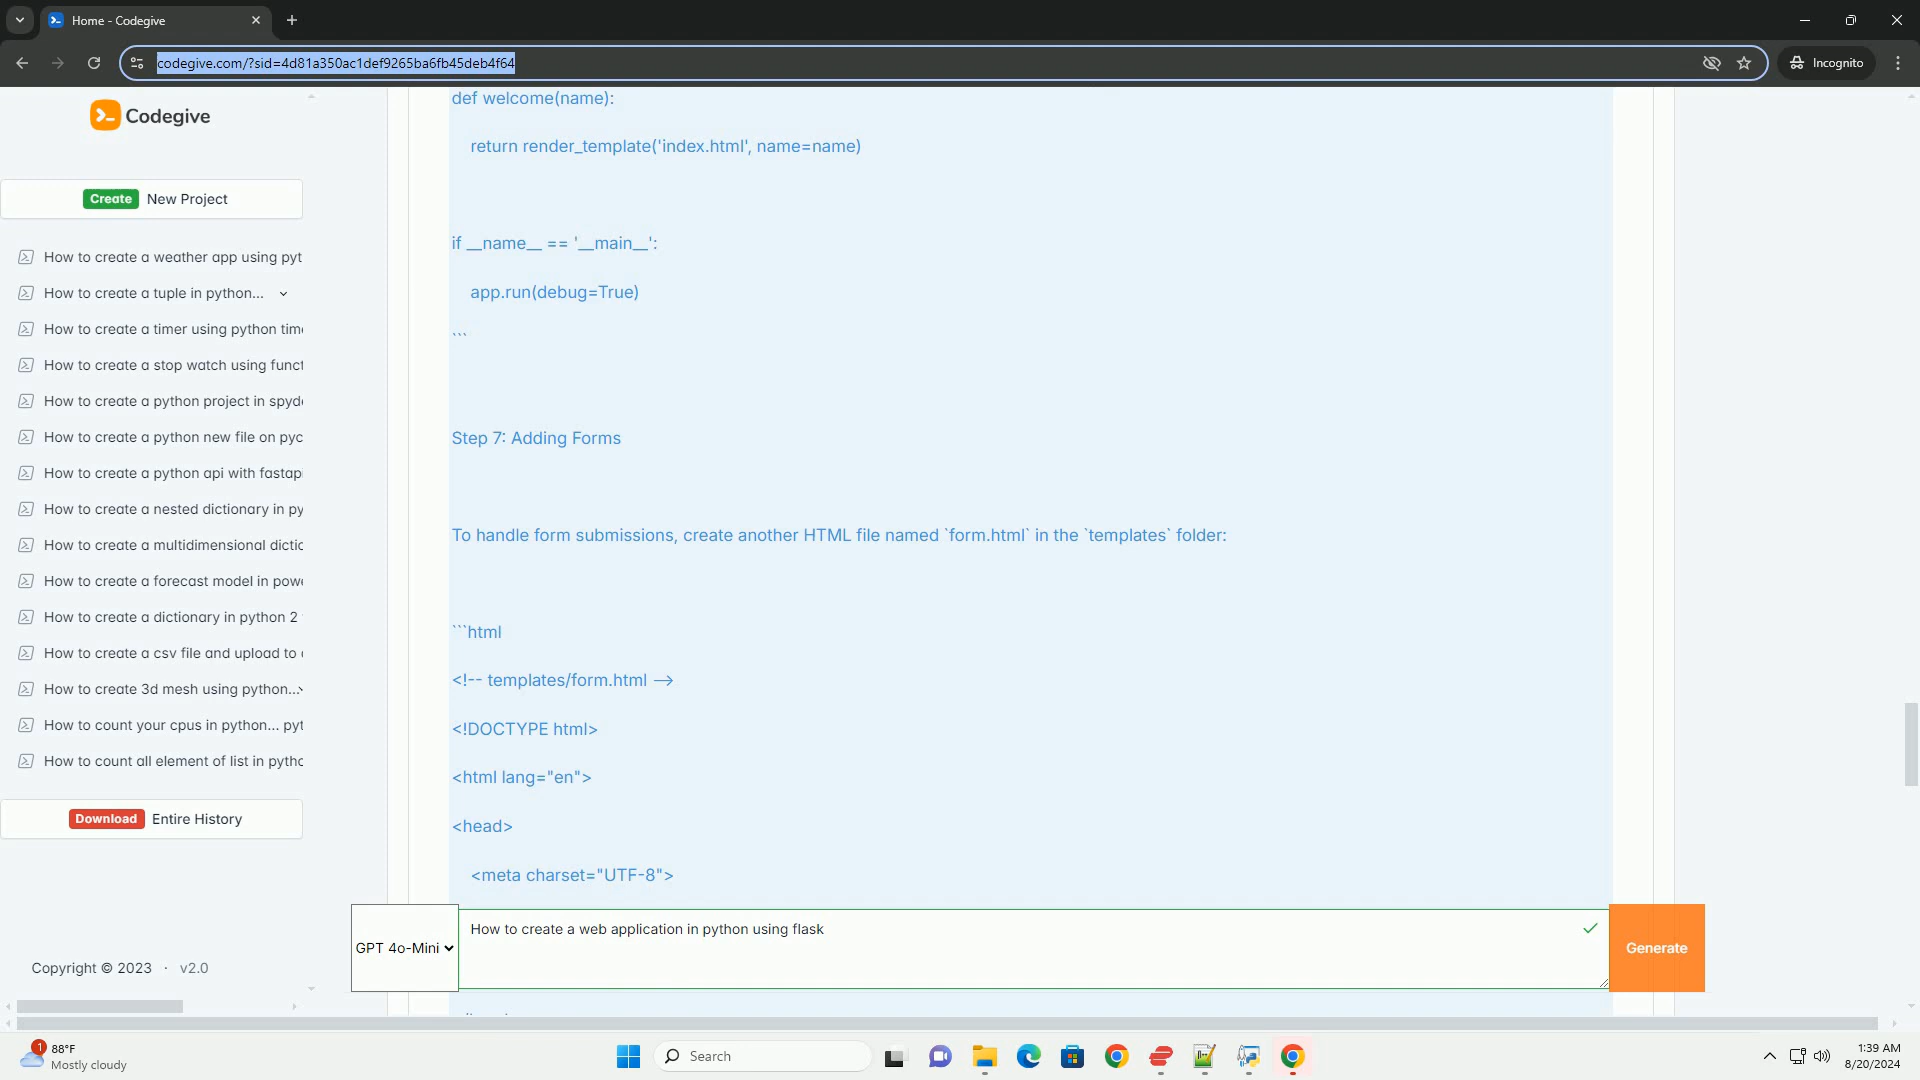 Home - Codegive
codegive.com/?sid=4d81a350ac1def9265ba6fb45deb4f64
Incognito
Codegive
Create New Project
How to create a weather app using pyt
How to create a tuple in python...
How to create a timer using python tim
How to create a stop watch using funct
How to create a python project in spyd
How to create a python new file on pyc
How to create a python api with fastap
How to create a nested dictionary in py
How to create a multidimensional dictic
How to create a forecast model in powe
How to create a dictionary in python 2
How to create a csv file and upload to
How to create 3d mesh using python...
How to count your cpus in python... pyt
How to count all element of list in pytho
Download Entire History
Copyright © 2023 · v2.0
def welcome(name):
return render_template('index.html', name=name)
if __name__ == '__main__':
app.run(debug=True)
```
Step 7: Adding Forms
To handle form submissions, create another HTML file named `form.html` in the `templates` folder:
```html
<!-- templates/form.html -->
<!DOCTYPE html>
<html lang="en">
<head>
<meta charset="UTF-8">
GPT 4o-Mini
How to create a web application in python using flask
Generate
1
88°F
Mostly cloudy
Search
1:39 AM
8/20/2024